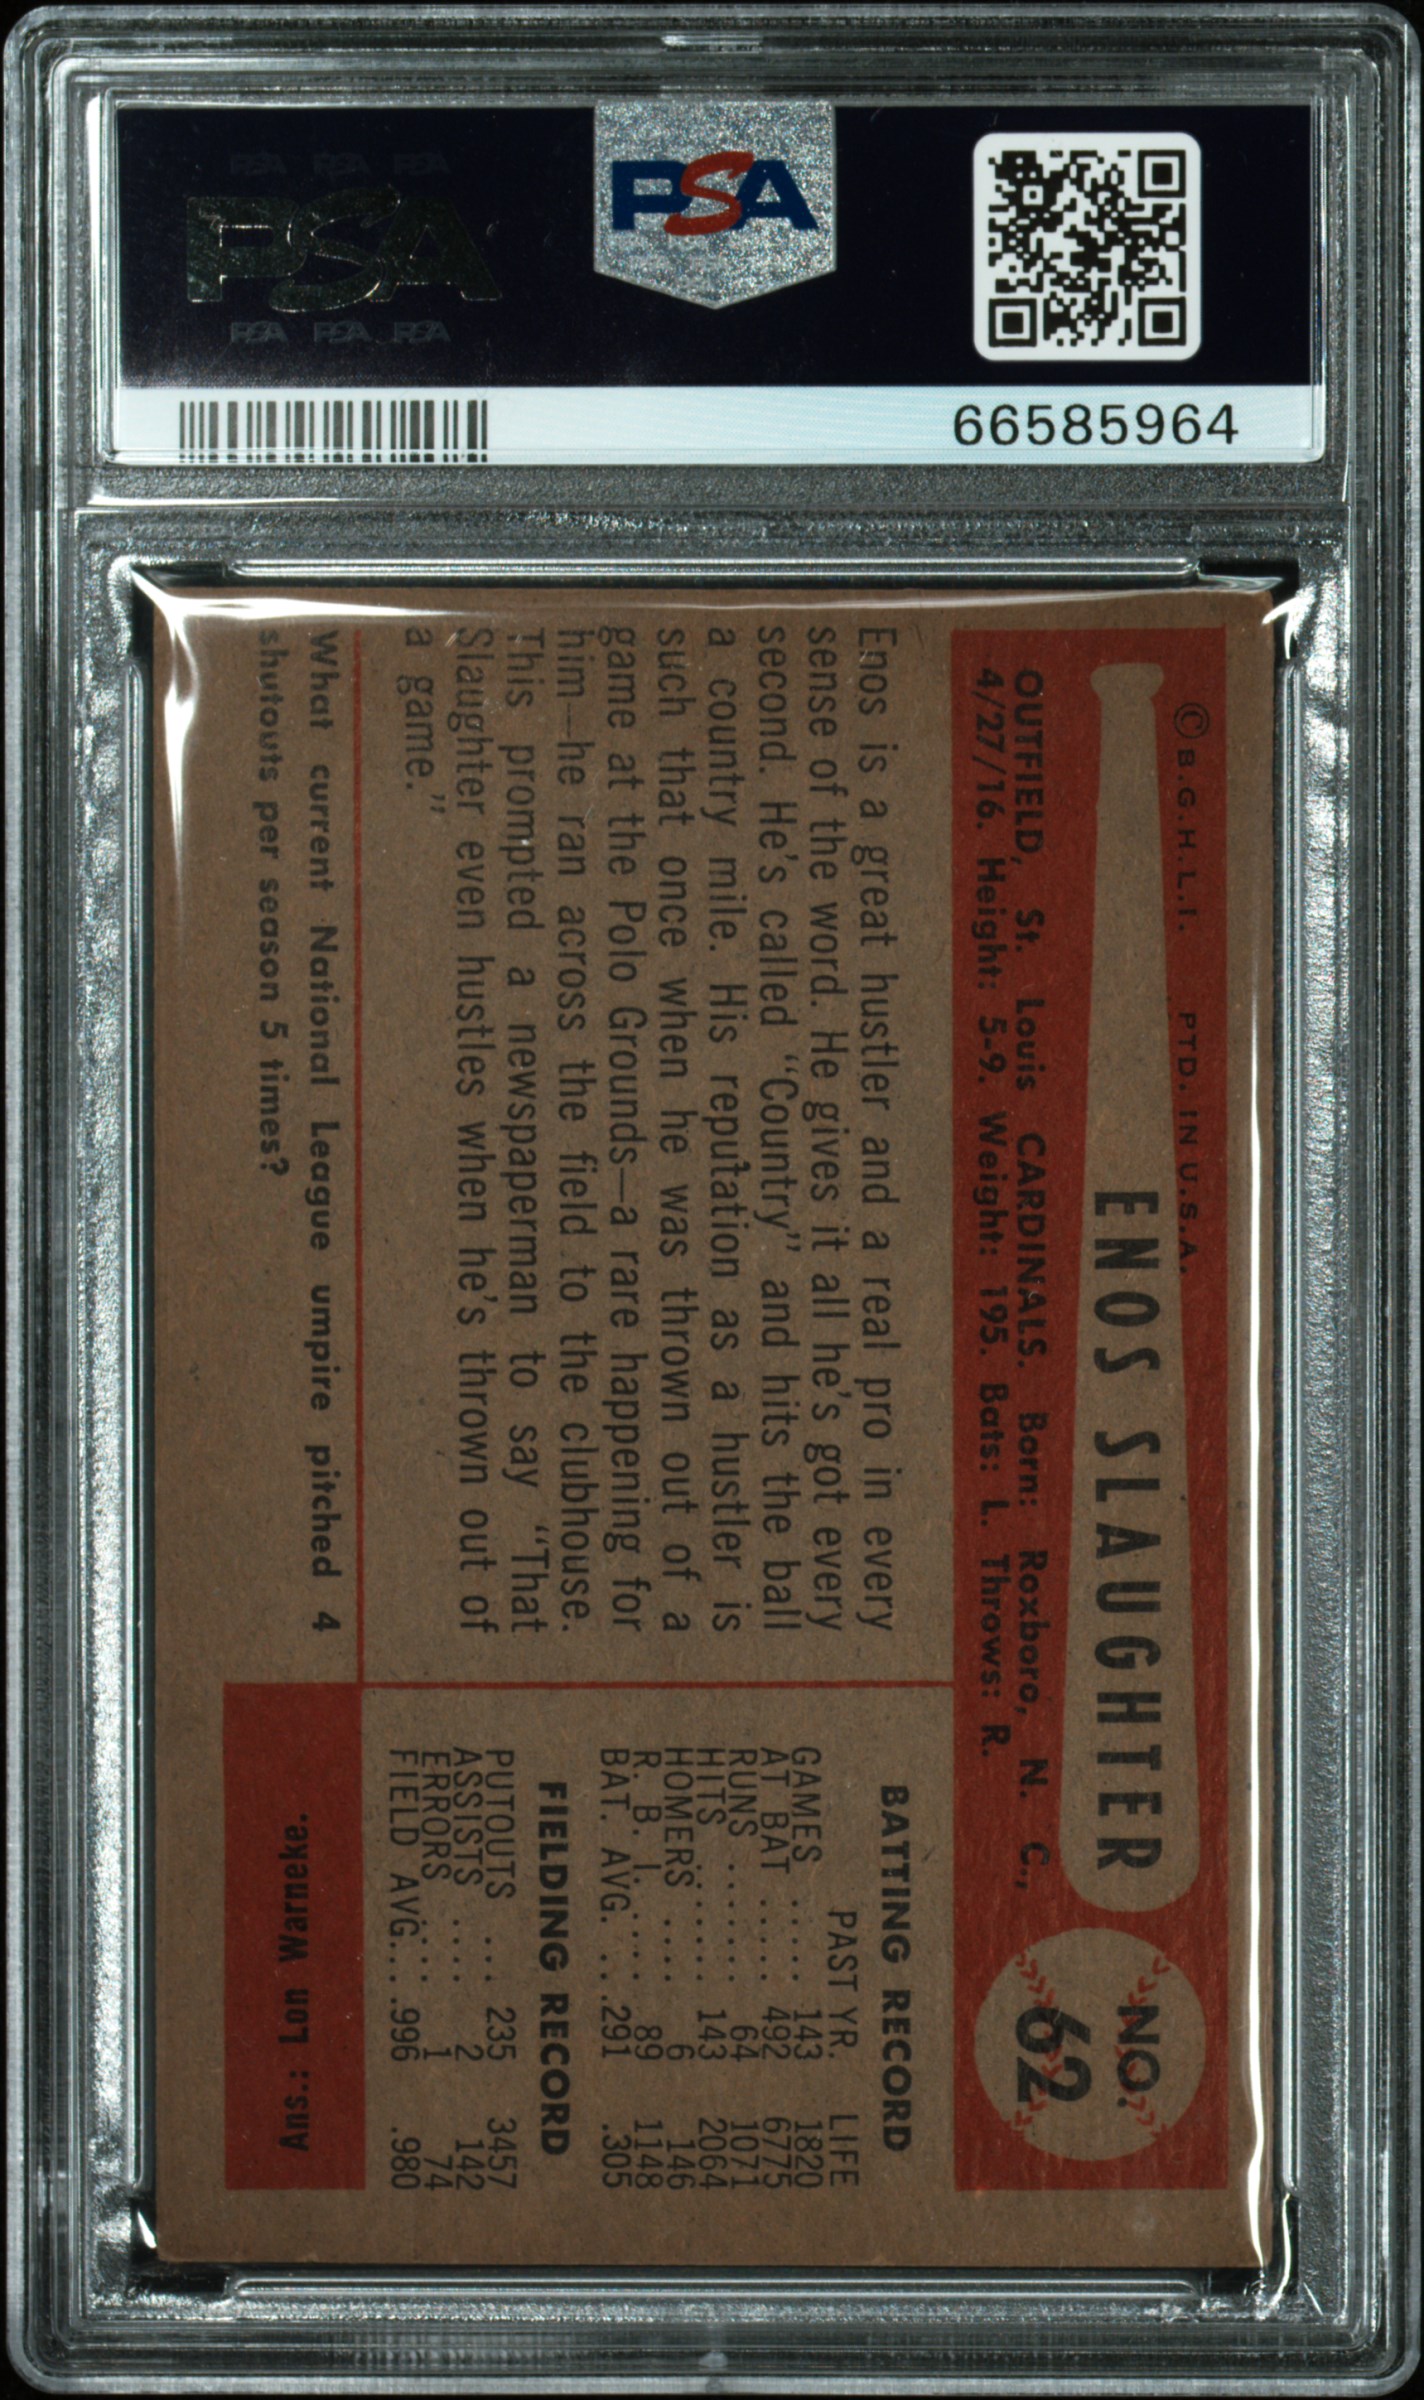 PSA PSA PSA
PSA
PSA PSA PSA
PSA
66585964
© B.G.H.L.I. PTD. IN U.S.A.
ENOS SLAUGHTER
NO.
62
OUTFIELD, St. Louis CARDINALS. Born: Roxboro, N. C.,
4/27/16. Height: 5-9. Weight: 195. Bats: L. Throws: R.
Enos is a great hustler and a real pro in every
sense of the word. He gives it all he's got every
second. He's called "Country" and hits the ball
a country mile. His reputation as a hustler is
such that once when he was thrown out of a
game at the Polo Grounds—a rare happening for
him—he ran across the field to the clubhouse.
This prompted a newspaperman to say "That
Slaughter even hustles when he's thrown out of
a game."
BATTING RECORD
PAST YR. LIFE
GAMES ..... 143 1820
AT BAT ..... 492 6775
RUNS ...... 64 1071
HITS ...... 143 2064
HOMERS .... 6 146
R. B. I. .... 89 1148
BAT. AVG. .. .291 .305
FIELDING RECORD
PUTOUTS ... 235 3457
ASSISTS .... 2 142
ERRORS .... 1 74
FIELD AVG. .. .996 .980
What current National League umpire pitched 4
shutouts per season 5 times?
Ans.: Lon Warneke.